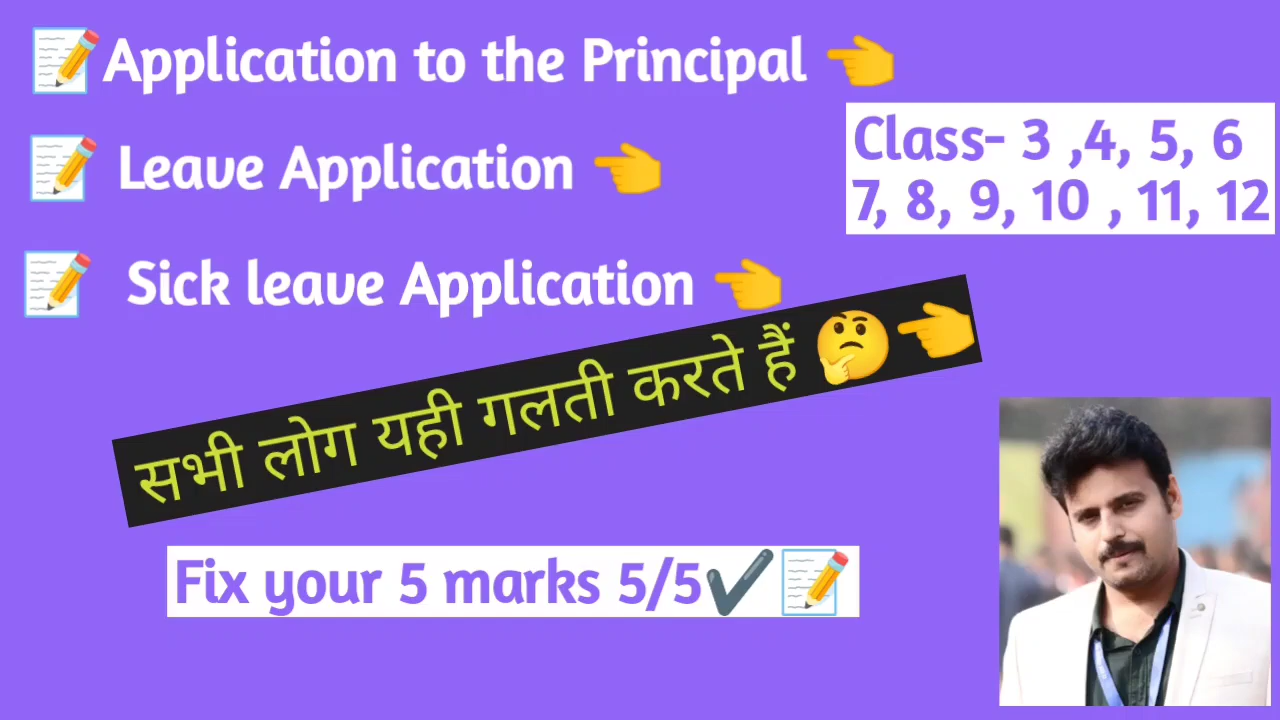 Application to the Principal
Leave Application
Class- 3 ,4, 5, 6
7, 8, 9, 10 , 11, 12
Sick leave Application
सभी लोग यही गलती करते हैं
Fix your 5 marks 5/5